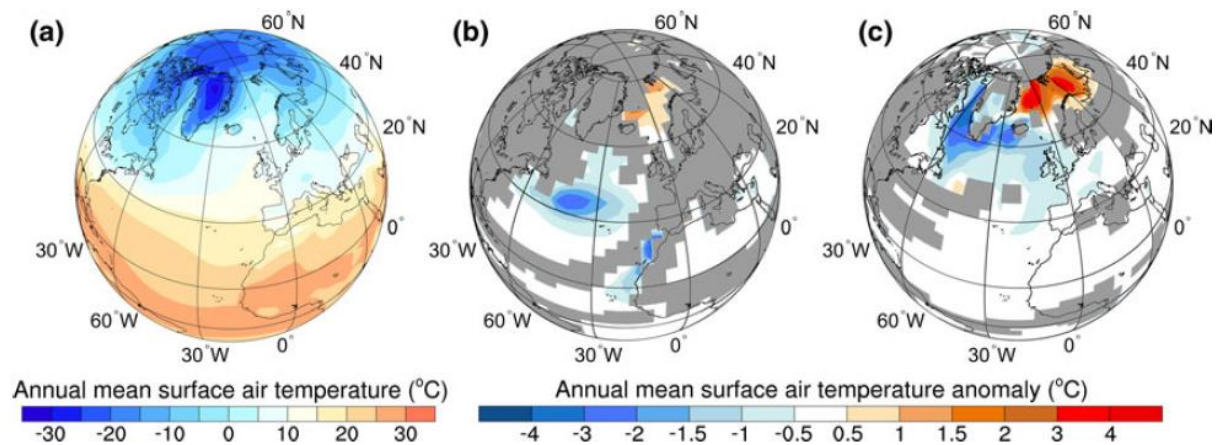 (a)
60°N
40°N
20°N
0°
30°W
60°W
30°W
0°
(b)
60°N
40°N
20°N
0°
30°W
60°W
30°W
0°
(c)
60°N
40°N
20°N
0°
30°W
60°W
30°W
0°
Annual mean surface air temperature (°C)
-30 -20 -10 0 10 20 30
Annual mean surface air temperature anomaly (°C)
-4 -3 -2 -1.5 -1 -0.5 0.5 1 1.5 2 3 4